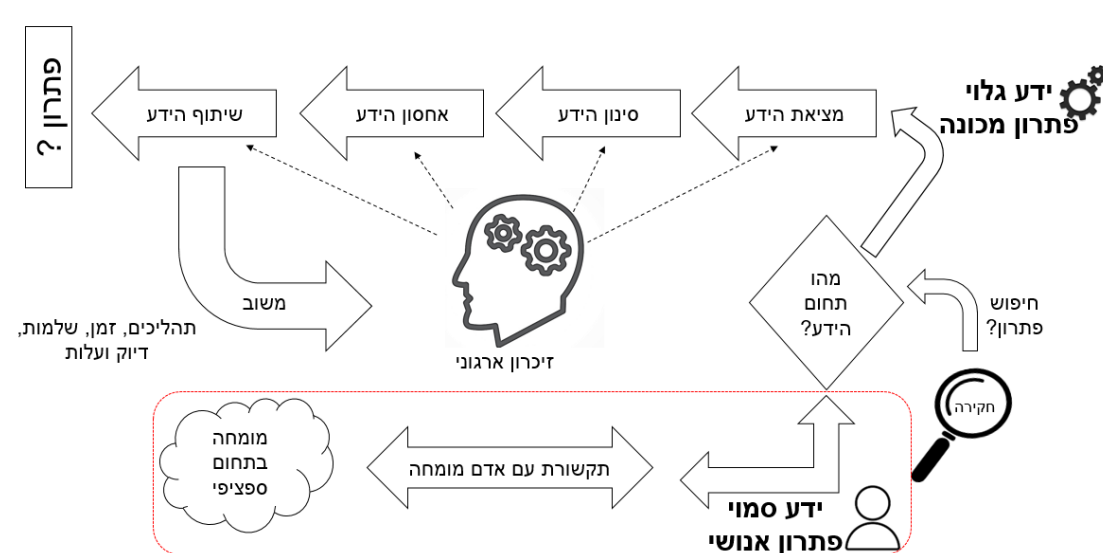 ידע גלוי
פתרון מכונה
מציאת הידע
סינון הידע
אחסון הידע
שיתוף הידע
פתרון ?
מהו
תחום
הידע?
חיפוש
פתרון?
משוב
תהליכים, זמן, שלמות,
דיוק ועלות
זיכרון ארגוני
חקירה
מומחה
בתחום
ספציפי
תקשורת עם אדם מומחה
ידע סמוי
פתרון אנושי